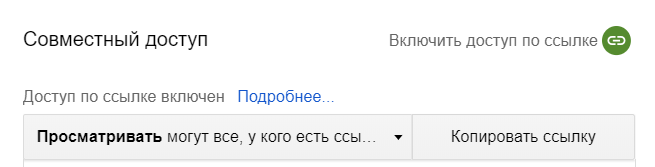 Совместный доступ
Включить доступ по ссылке
Доступ по ссылке включен Подробнее...
Просматривать могут все, у кого есть ссы...
Копировать ссылку